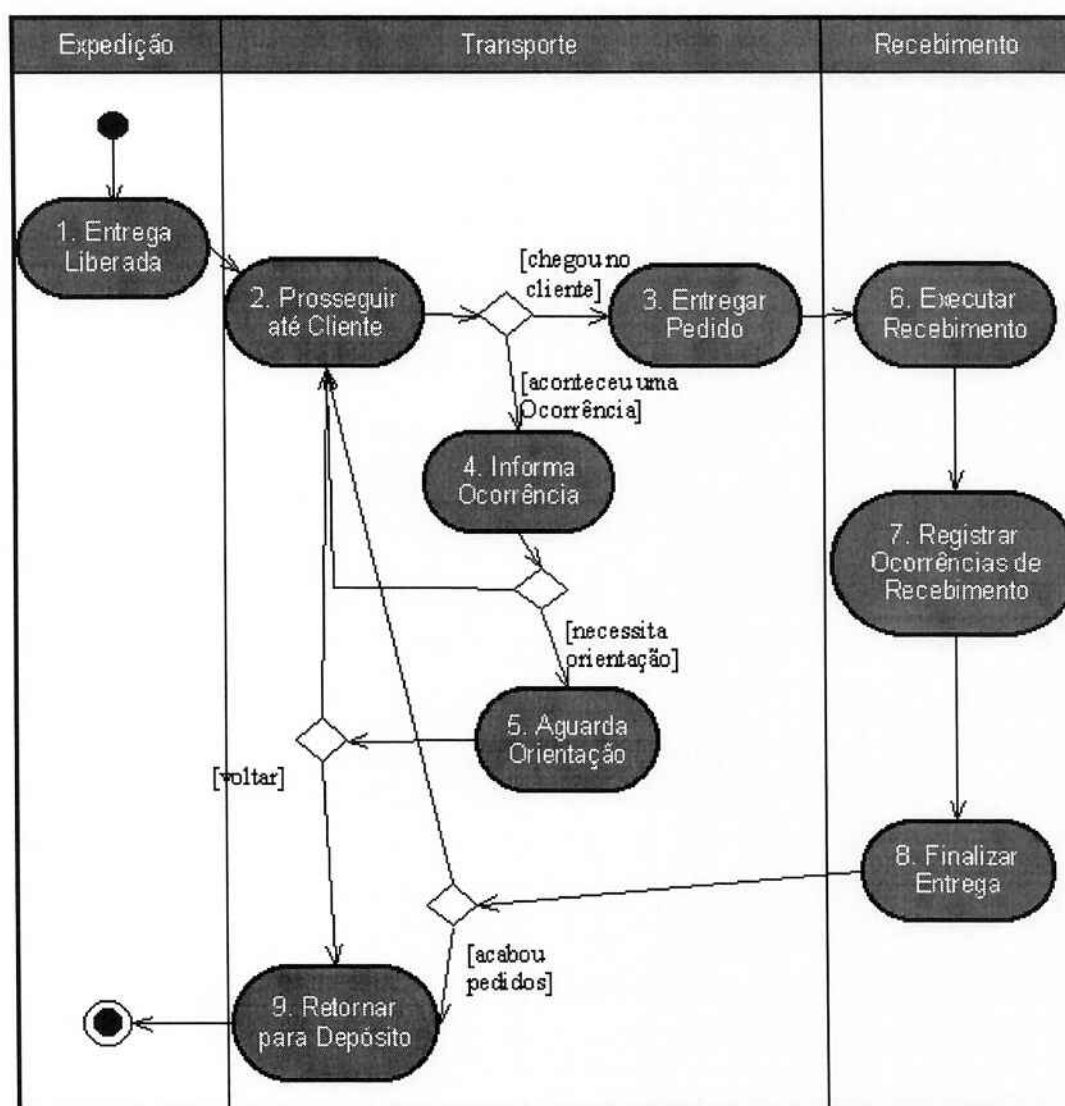 Expedição
Transporte
Recebimento
1. Entrega
Liberada
2. Prosseguir
até Cliente
[chegou no
cliente]
3. Entregar
Pedido
6. Executar
Recebimento
[aconteceu uma
Ocorrência]
4. Informa
Ocorrência
7. Registrar
Ocorrências de
Recebimento
[necessita
orientação]
5. Aguarda
Orientação
[voltar]
8. Finalizar
Entrega
[acabou
pedidos]
9. Retornar
para Depósito